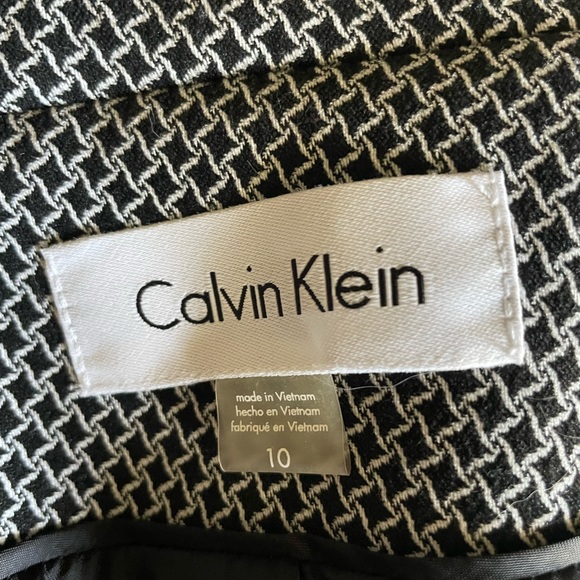 Calvin Klein
made in Vietnam
hecho en Vietnam
fabriqué en Vietnam
10